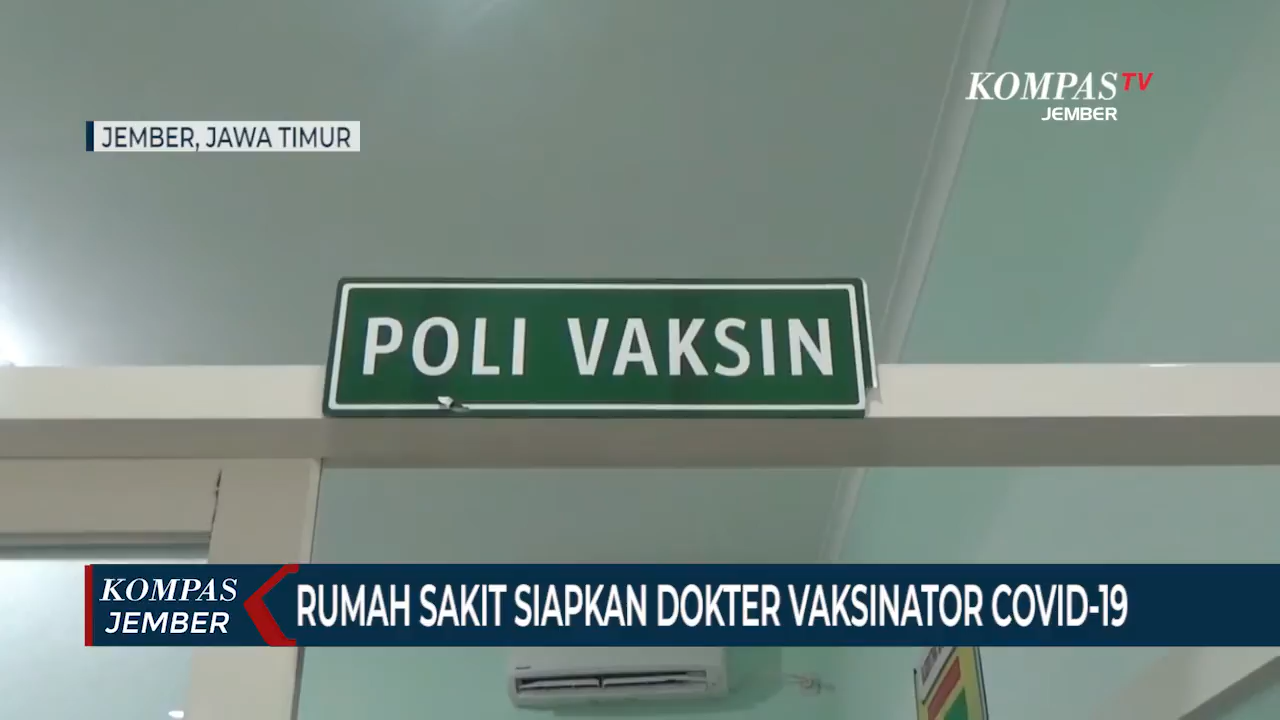 KOMPAS TV
JEMBER
JEMBER, JAWA TIMUR
POLI VAKSIN
KOMPAS
JEMBER
RUMAH SAKIT SIAPKAN DOKTER VAKSINATOR COVID-19